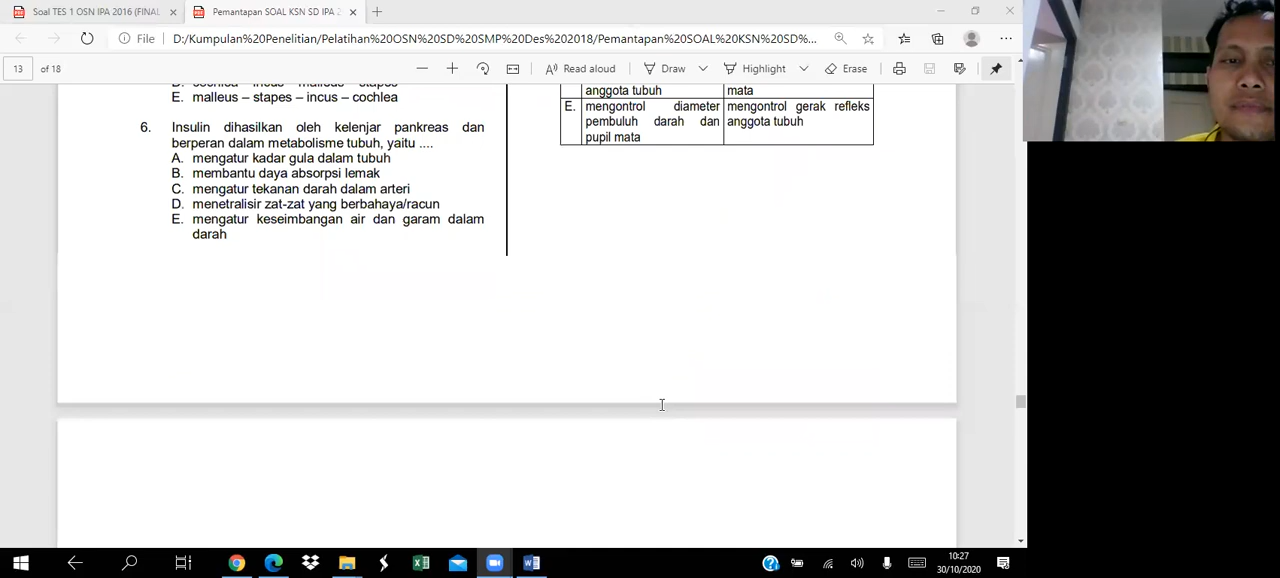 Soal TES 1 OSN IPA 2016 (FINAL
Pemantapan SOAL KSN SD IPA 2
File
D:/Kumpulan%20Penelitian/Pelatihan%20OSN%20SD%20SMP%20Des%202018/Pemantapan%20SOAL%20KSN%20SD%...
13 of 18
Read aloud
Draw
Highlight
Erase
E. malleus – stapes – incus – cochlea
6. Insulin dihasilkan oleh kelenjar pankreas dan
berperan dalam metabolisme tubuh, yaitu ....
A. mengatur kadar gula dalam tubuh
B. membantu daya absorpsi lemak
C. mengatur tekanan darah dalam arteri
D. menetralisir zat-zat yang berbahaya/racun
E. mengatur keseimbangan air dan garam dalam
darah
anggota tubuh
mata
E. mengontrol diameter
pembuluh darah dan
pupil mata
mengontrol gerak refleks
anggota tubuh
10:27
30/10/2020